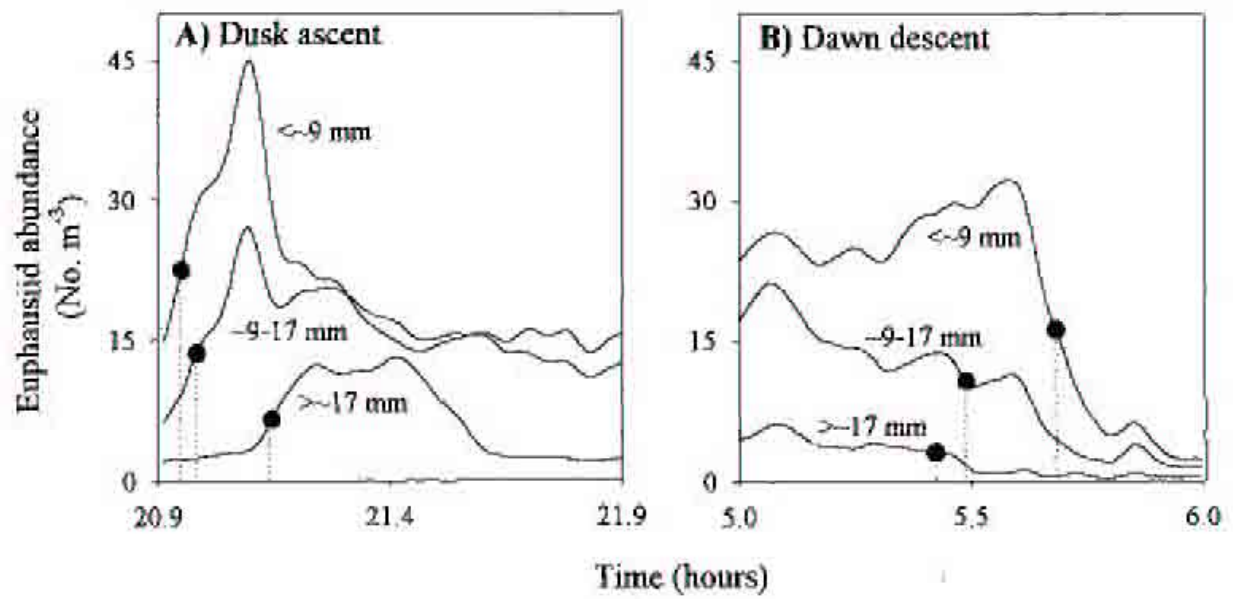 A) Dusk ascent
45
<~9 mm
30
~9-17 mm
15
>~17 mm
0
20.9
21.4
21.9
Euphausiid abundance
(No. m⁻³)
B) Dawn descent
45
30
<~9 mm
~9-17 mm
15
>~17 mm
0
5.0
5.5
6.0
Time (hours)